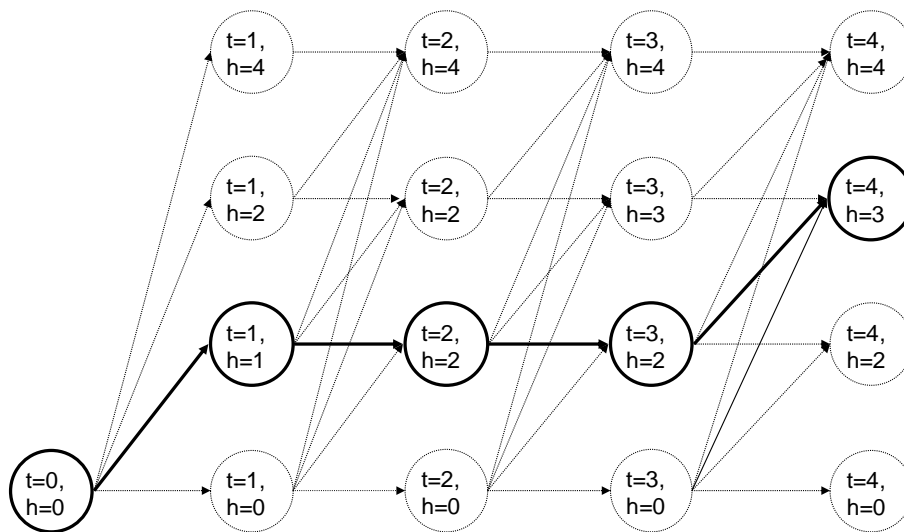 t=1,
h=4
t=2,
h=4
t=3,
h=4
t=4,
h=4
t=1,
h=2
t=2,
h=2
t=3,
h=3
t=4,
h=3
t=1,
h=1
t=2,
h=2
t=3,
h=2
t=4,
h=2
t=0,
h=0
t=1,
h=0
t=2,
h=0
t=3,
h=0
t=4,
h=0